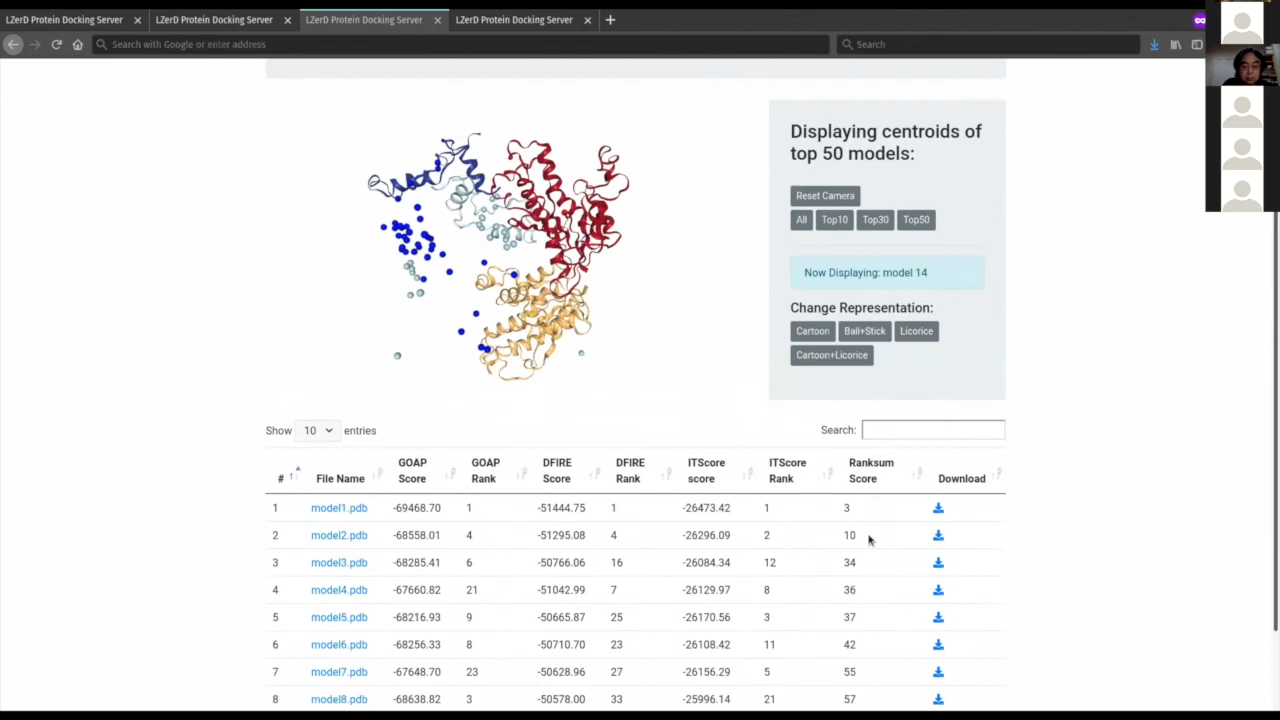 LZerD Protein Docking Server
LZerD Protein Docking Server
LZerD Protein Docking Server
LZerD Protein Docking Server
Search with Google or enter address
Search
Displaying centroids of
top 50 models:
Reset Camera
All Top10 Top30 Top50
Now Displaying: model 14
Change Representation:
Cartoon Ball+Stick Licorice
Cartoon+Licorice
Show 10 entries
Search:
# File Name GOAP Score GOAP Rank DFIRE Score DFIRE Rank ITScore score ITScore Rank Ranksum Score Download
1 model1.pdb -69468.70 1 -51444.75 1 -26473.42 1 3
2 model2.pdb -68558.01 4 -51295.08 4 -26296.09 2 10
3 model3.pdb -68285.41 6 -50766.06 16 -26084.34 12 34
4 model4.pdb -67660.82 21 -51042.99 7 -26129.97 8 36
5 model5.pdb -68216.93 9 -50665.87 25 -26170.56 3 37
6 model6.pdb -68256.33 8 -50710.70 23 -26108.42 11 42
7 model7.pdb -67648.70 23 -50628.96 27 -26156.29 5 55
8 model8.pdb -68638.82 3 -50578.00 33 -25996.14 21 57